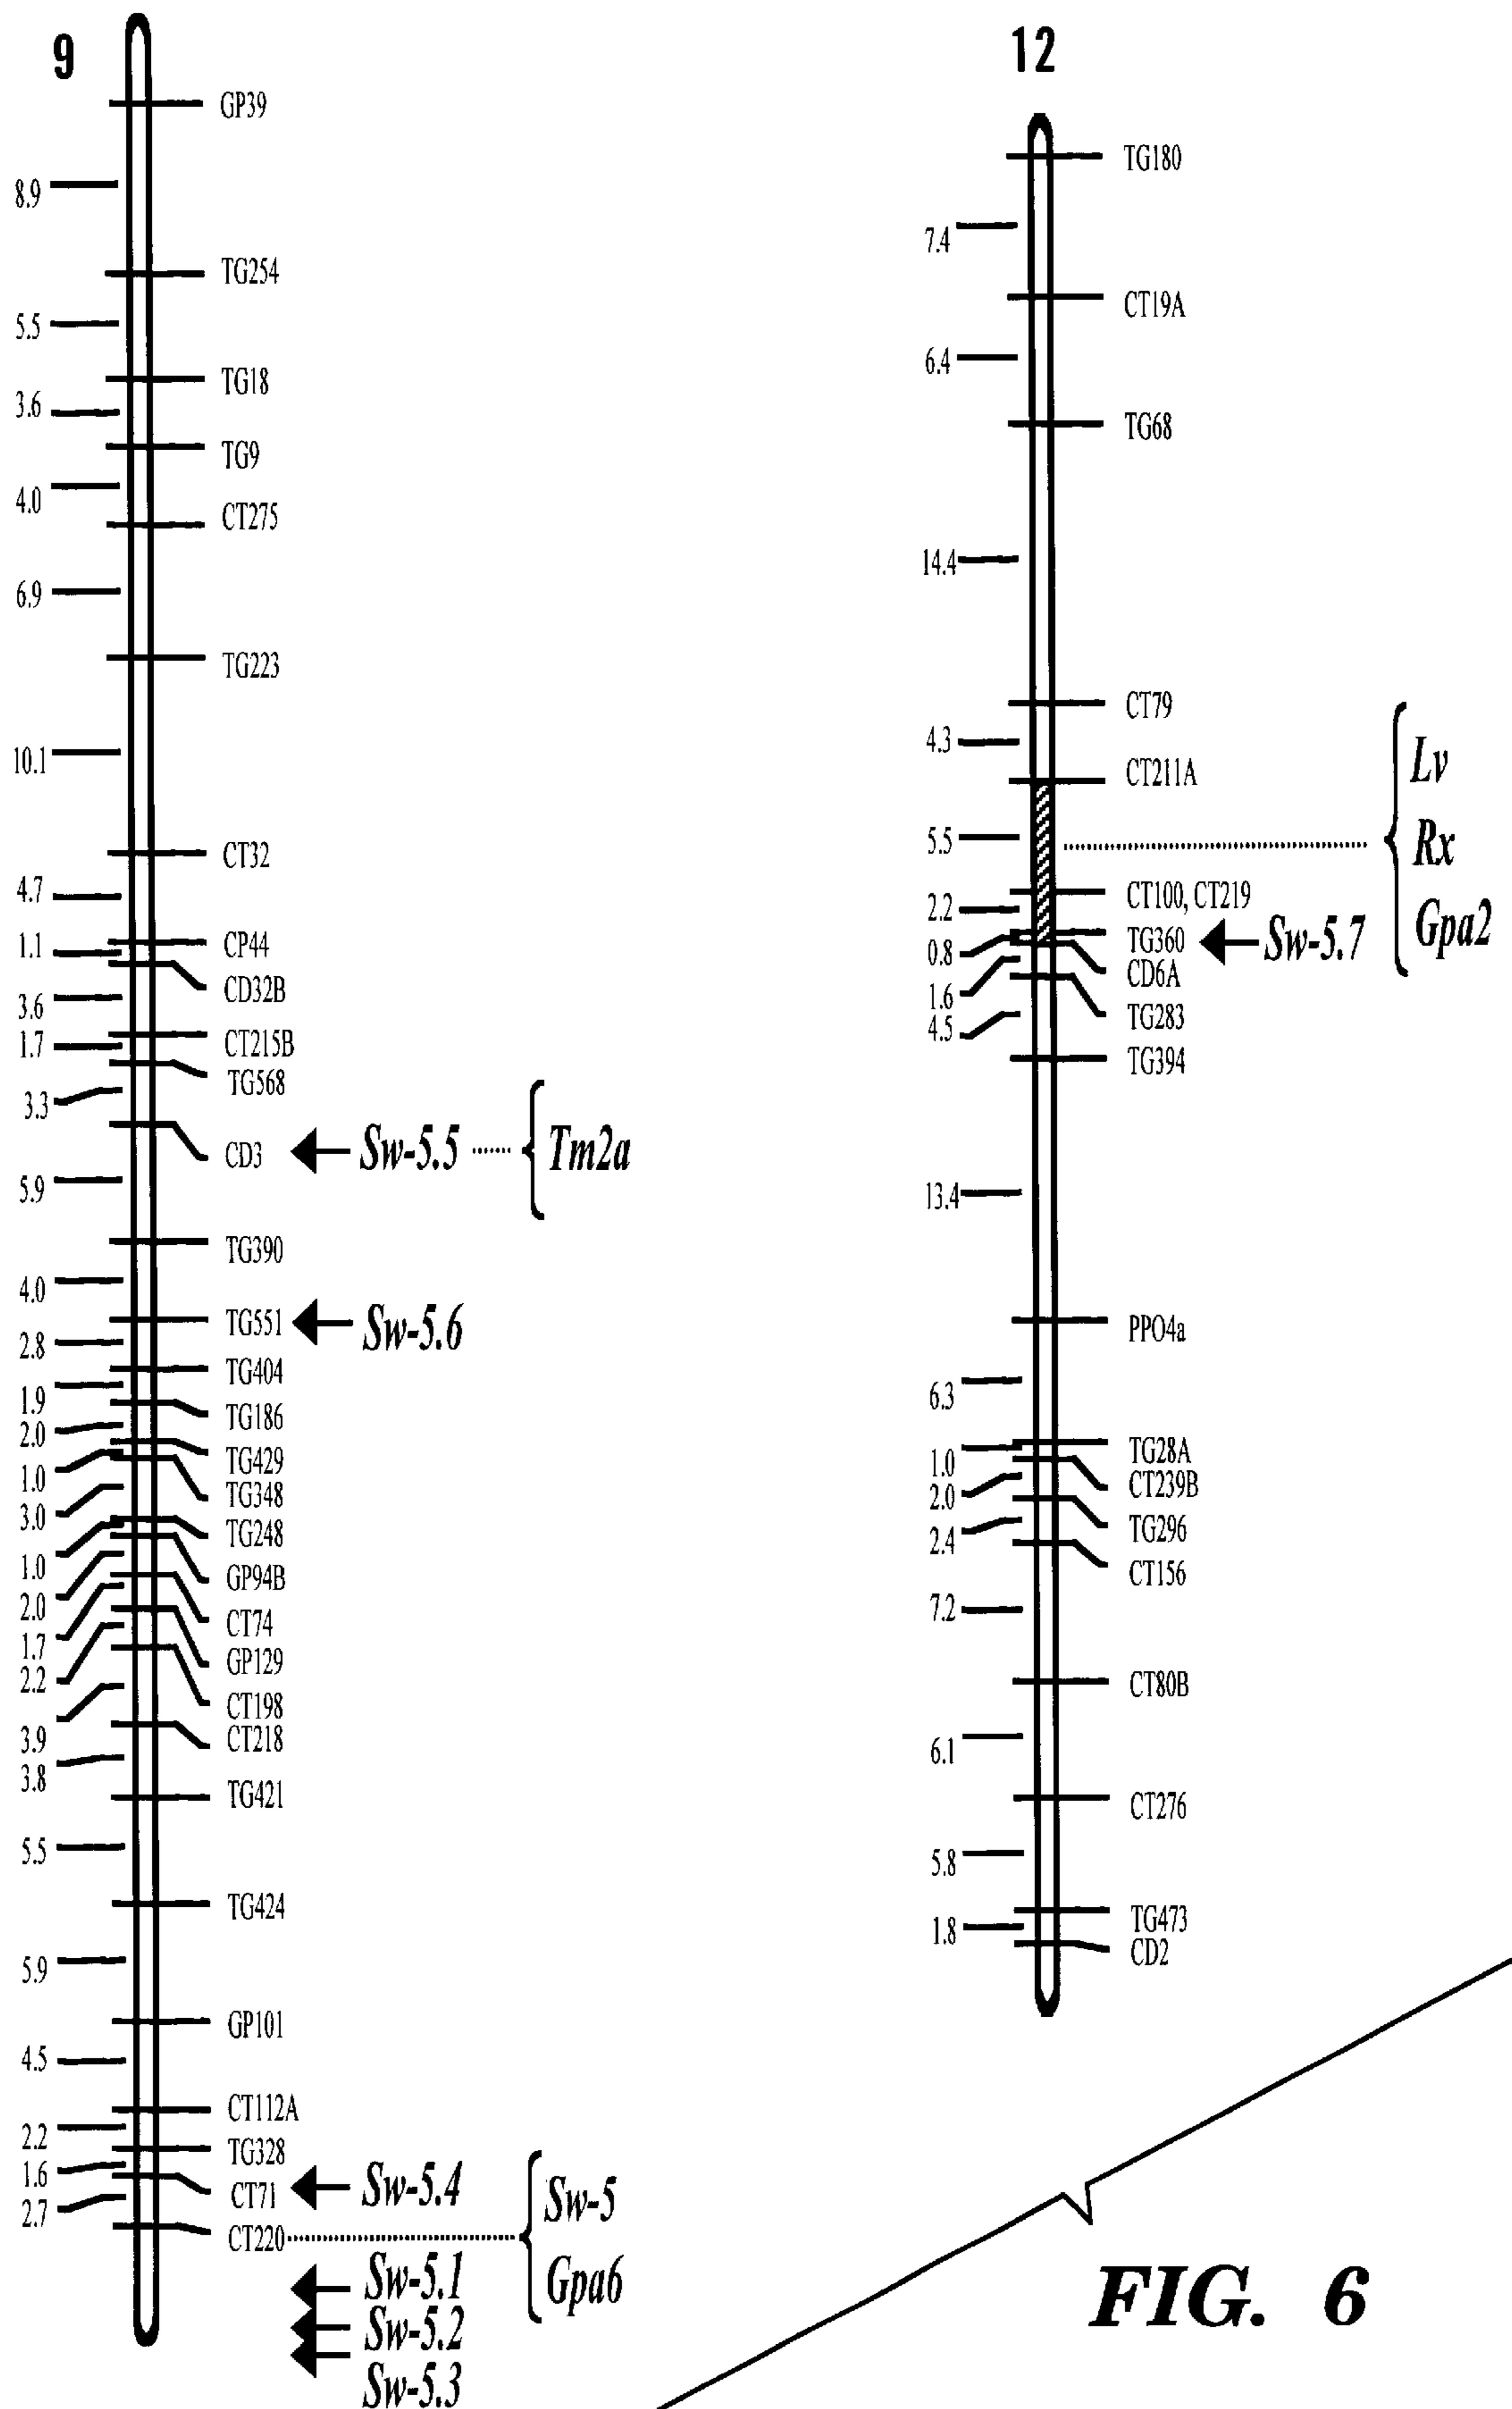 9
GP39
8.9
TG254
5.5
TG18
3.6
TG9
4.0
CT275
6.9
TG223
10.1
CT32
4.7
CP44
1.1
CD32B
3.6
CT215B
1.7
TG568
3.3
CD3 Sw-5.5 Tm2a
5.9
TG390
4.0
TG551 Sw-5.6
2.8
TG404
1.9
TG186
2.0
TG429
1.0
TG348
3.0
TG248
1.0
GP94B
2.0
CT74
1.7
GP129
2.2
CT198
3.9
CT218
3.8
TG421
5.5
TG424
5.9
GP101
4.5
CT112A
2.2
TG328
1.6
CT71 Sw-5.4
2.7
CT220
Sw-5
Gpa6
Sw-5.1
Sw-5.2
Sw-5.3
12
TG180
7.4
CT19A
6.4
TG68
14.4
CT79
4.3
CT211A
5.5
Lv
Rx
Gpa2
CT100, CT219
2.2
TG360 Sw-5.7
0.8
CD6A
1.6
TG283
4.5
TG394
13.4
PPO4a
6.3
TG28A
1.0
CT239B
2.0
TG296
2.4
CT156
7.2
CT80B
6.1
CT276
5.8
TG473
1.8
CD2
FIG. 6